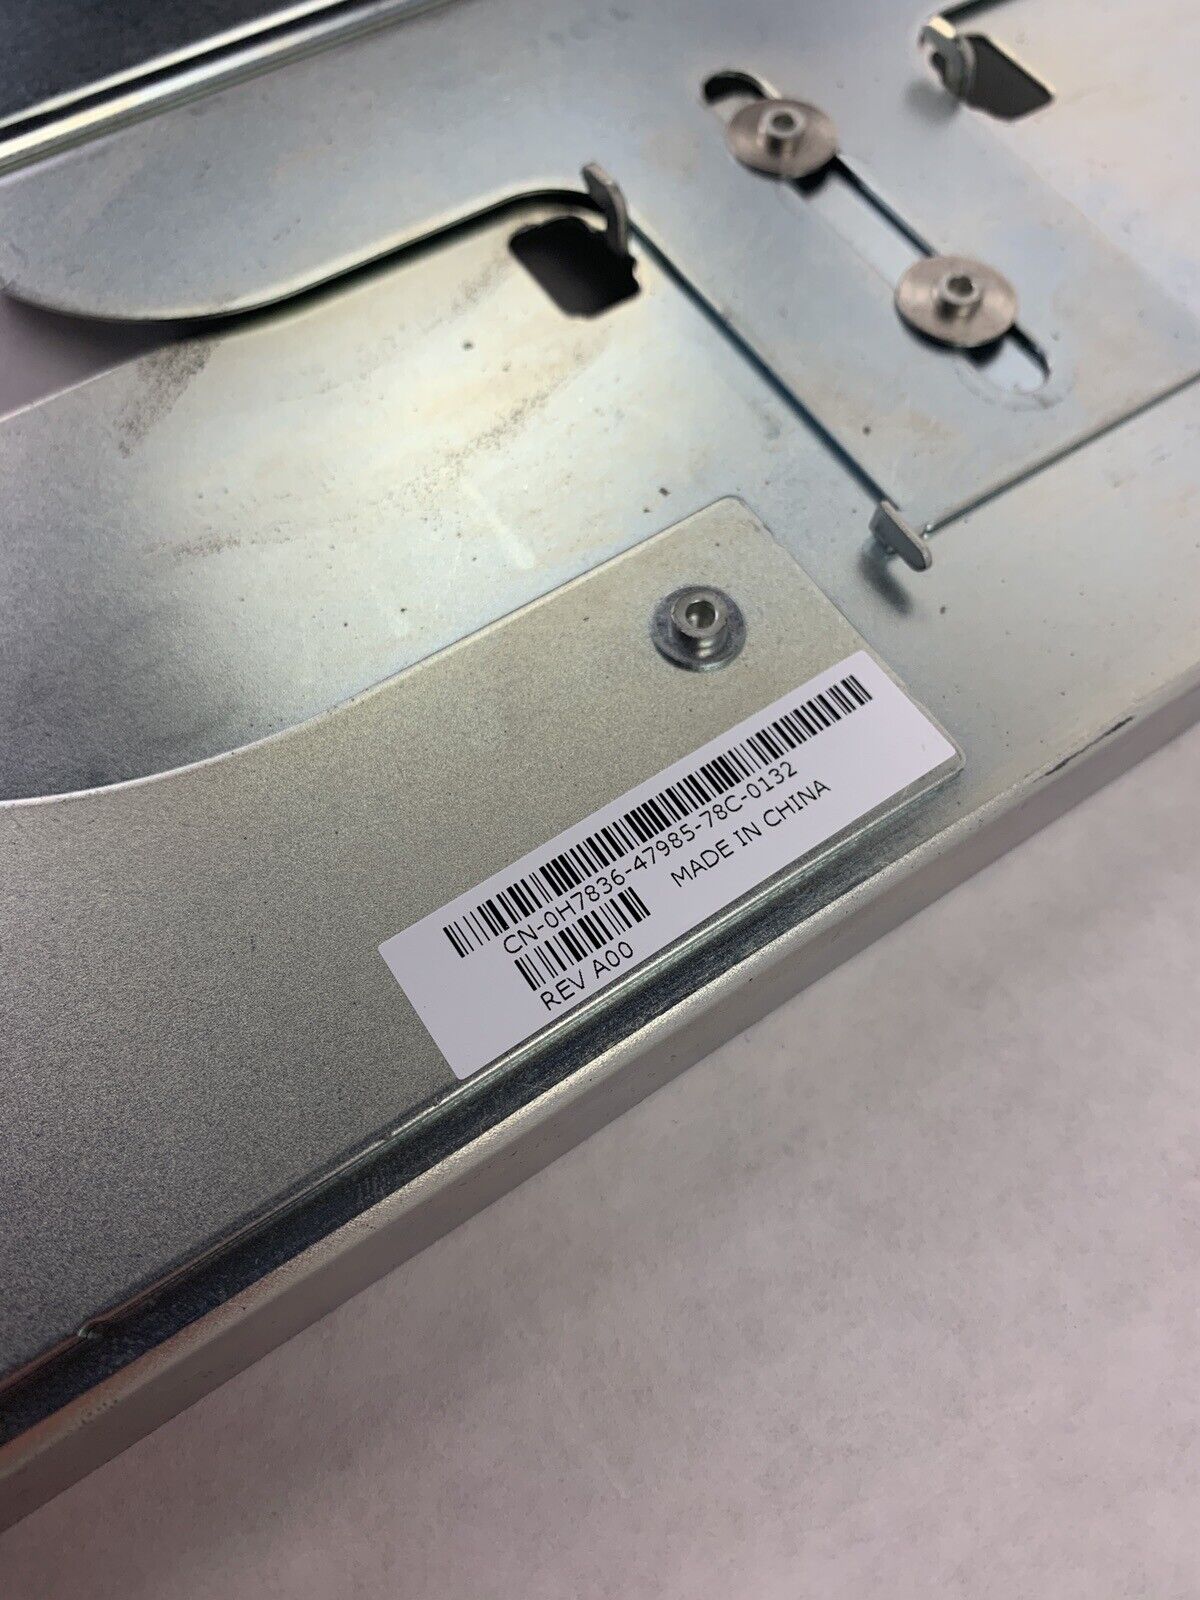 CN-0H7836-47985-78C-0132
MADE IN CHINA
REV A00